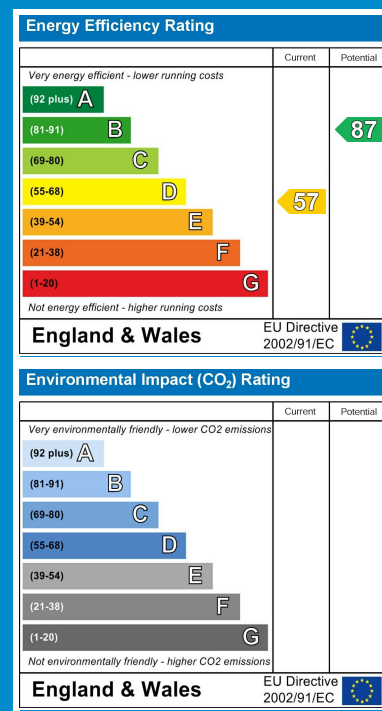 Energy Efficiency Rating
Current Potential
Very energy efficient - lower running costs
(92 plus) A
(81-91) B 87
(69-80) C
(55-68) D 57
(39-54) E
(21-38) F
(1-20) G
Not energy efficient - higher running costs
England & Wales EU Directive 2002/91/EC
Environmental Impact (CO₂) Rating
Current Potential
Very environmentally friendly - lower CO2 emissions
(92 plus) A
(81-91) B
(69-80) C
(55-68) D
(39-54) E
(21-38) F
(1-20) G
Not environmentally friendly - higher CO2 emissions
England & Wales EU Directive 2002/91/EC